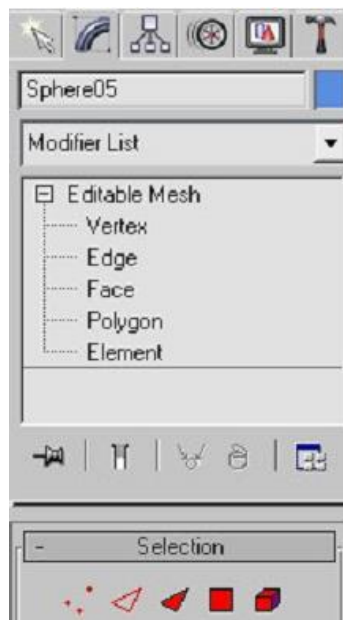 Sphere05
Modifier List
Editable Mesh
Vertex
Edge
Face
Polygon
Element
- Selection